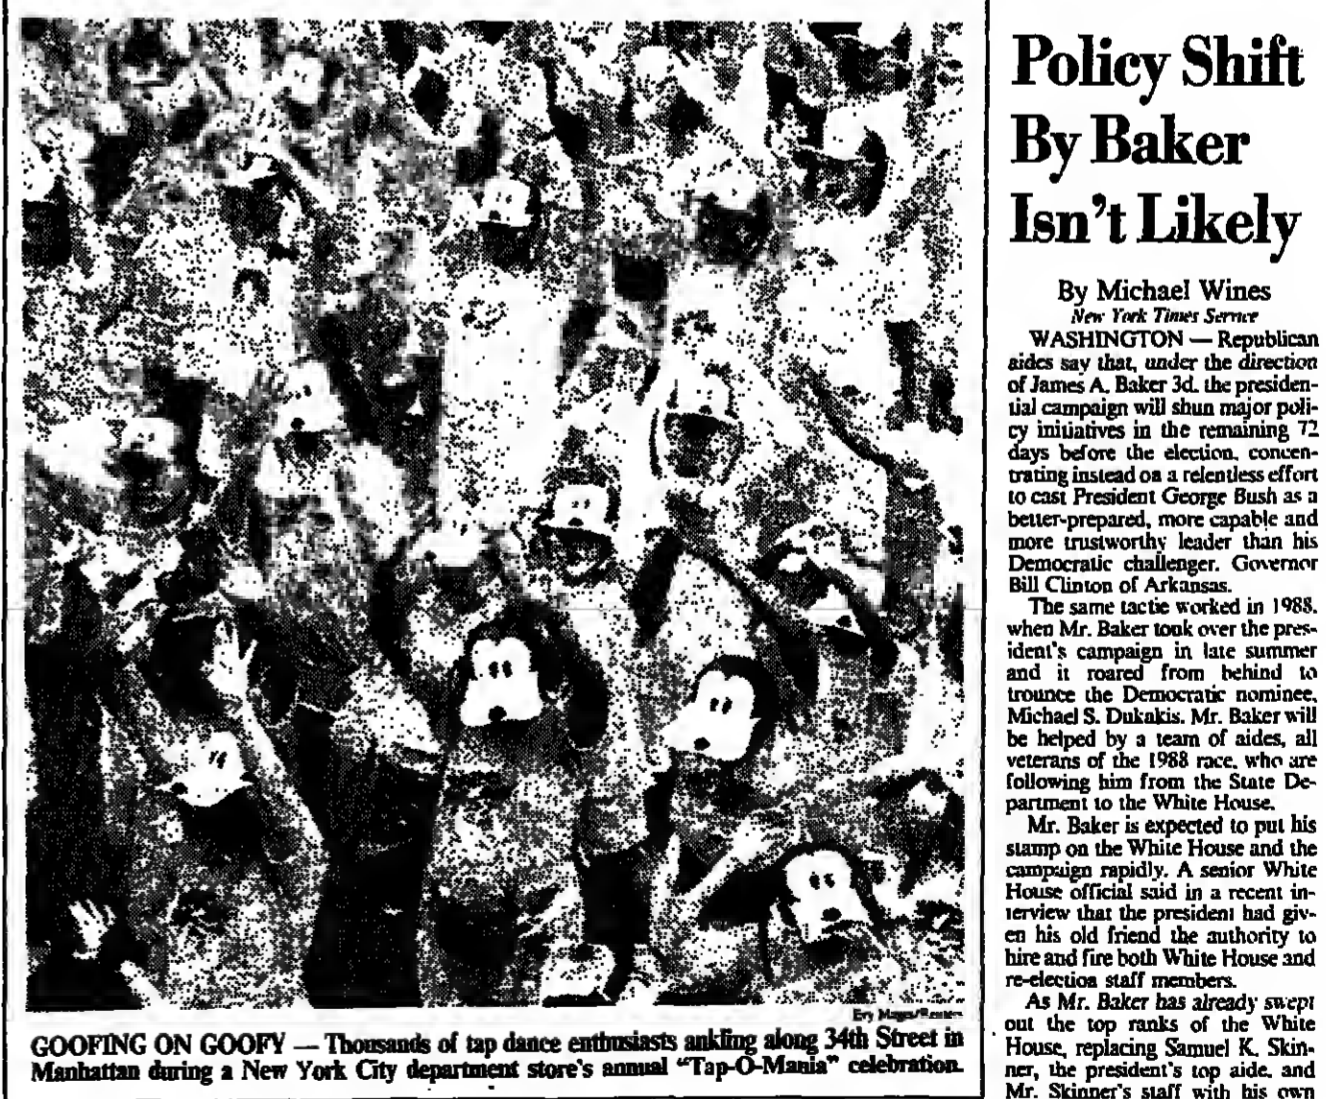 Policy Shift
By Baker
Isn't Likely
By Michael Wines
New York Times Service
WASHINGTON — Republican
aides say that, under the direction
of James A. Baker 3d. the presiden-
tial campaign will shun major poli-
cy initiatives in the remaining 72
days before the election, concen-
trating instead on a relentless effort
to cast President George Bush as a
better-prepared, more capable and
more trustworthy leader than his
Democratic challenger. Governor
Bill Clinton of Arkansas.
The same tactic worked in 1988.
when Mr. Baker took over the pres-
ident's campaign in late summer
and it roared from behind to
trounce the Democratic nominee,
Michael S. Dukakis. Mr. Baker will
be helped by a team of aides, all
veterans of the 1988 race, who are
following him from the State De-
partment to the White House.
Mr. Baker is expected to put his
stamp on the White House and the
campaign rapidly. A senior White
House official said in a recent in-
terview that the president had giv-
en his old friend the authority to
hire and fire both White House and
re-election staff members.
As Mr. Baker has already swept
out the top ranks of the White
House, replacing Samuel K. Skin-
ner, the president's top aide. and
Mr. Skinner's staff with his own
GOOFING ON GOOFY — Thousands of tap dance enthusiasts ankling along 34th Street in
Manhattan during a New York City department store's annual "Tap-O-Mania" celebration.